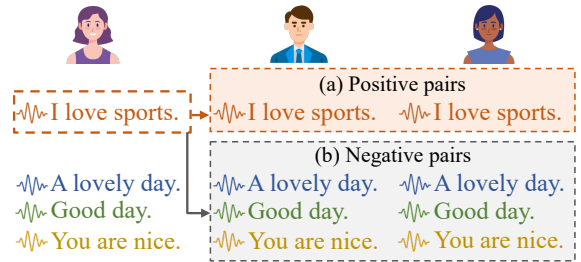 (a) Positive pairs
I love sports. I love sports. I love sports.
(b) Negative pairs
A lovely day. A lovely day. A lovely day.
Good day. Good day. Good day.
You are nice. You are nice. You are nice.